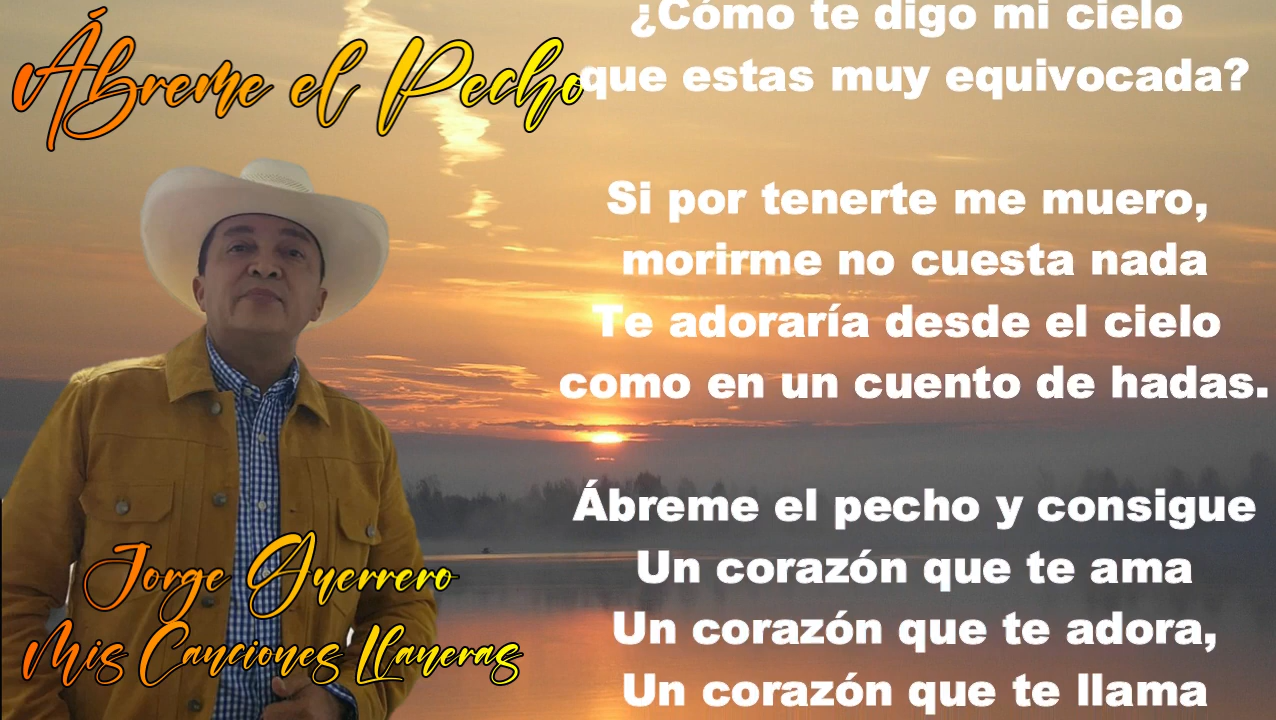 Ábreme el Pecho
Jorge Guerrero
Mis Canciones Llaneras
¿Cómo te digo mi cielo
que estas muy equivocada?
Si por tenerte me muero,
morirme no cuesta nada
Te adoraría desde el cielo
como en un cuento de hadas.
Ábreme el pecho y consigue
Un corazón que te ama
Un corazón que te adora,
Un corazón que te llama